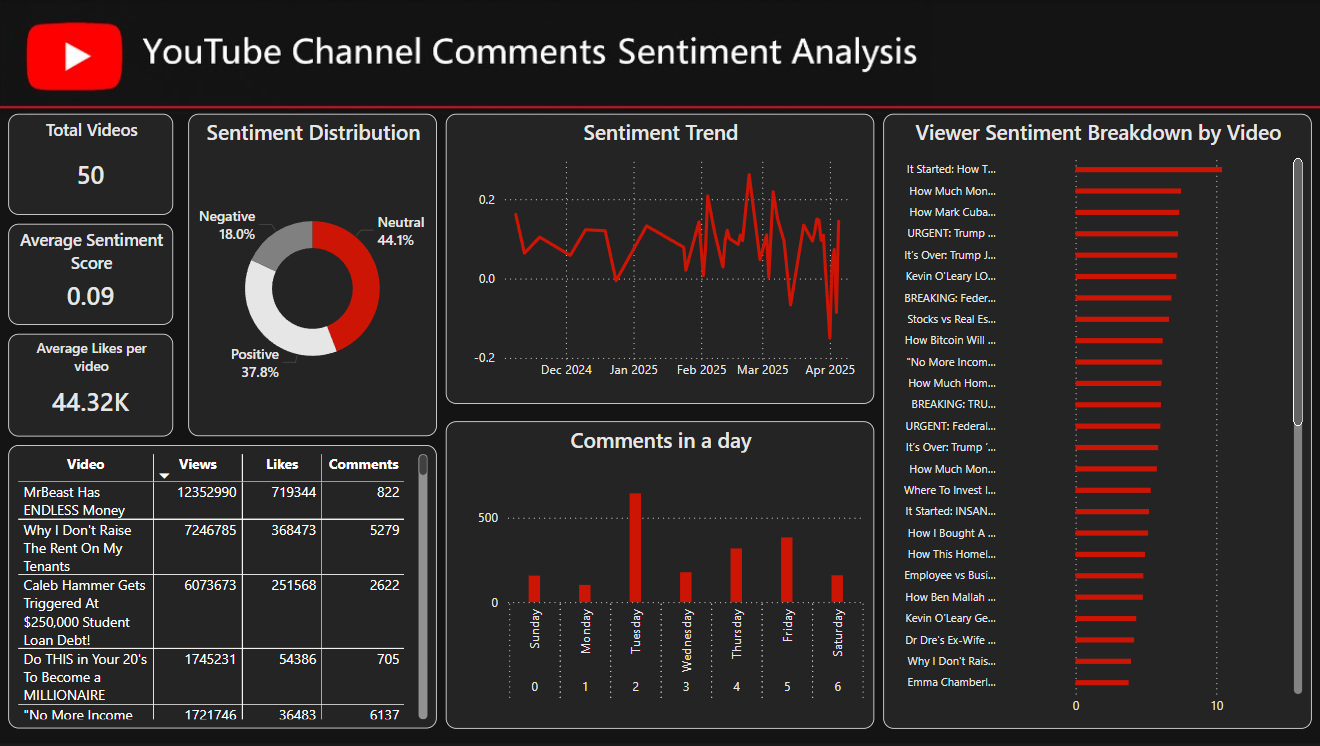 YouTube Channel Comments Sentiment Analysis
Total Videos
50
Average Sentiment
Score
0.09
Average Likes per
video
44.32K
Sentiment Distribution
Negative
18.0%
Neutral
44.1%
Positive
37.8%
Sentiment Trend
0.2
0.0
-0.2
Dec 2024 Jan 2025 Feb 2025 Mar 2025 Apr 2025
Viewer Sentiment Breakdown by Video
It Started: How T...
How Much Mon...
How Mark Cuba...
URGENT: Trump ...
It's Over: Trump J...
Kevin O'Leary LO...
BREAKING: Feder...
Stocks vs Real Es...
How Bitcoin Will ...
"No More Incom...
How Much Hom...
BREAKING: TRU...
URGENT: Federal...
It's Over: Trump '...
How Much Mon...
Where To Invest I...
It Started: INSAN...
How I Bought A ...
How This Home!...
Employee vs Busi...
How Ben Mallah ...
Kevin O'Leary Ge...
Dr Dre's Ex-Wife ...
Why I Don't Rais...
Emma Chamberl...
0 10
Video Views Likes Comments
MrBeast Has 12352990 719344 822
ENDLESS Money
Why I Don't Raise 7246785 368473 5279
The Rent On My
Tenants
Caleb Hammer Gets 6073673 251568 2622
Triggered At
$250,000 Student
Loan Debt!
Do THIS in Your 20's 1745231 54386 705
To Become a
MILLIONAIRE
"No More Income 1721746 36483 6137
Comments in a day
500
0
Sunday Monday Tuesday Wednesday Thursday Friday Saturday
0 1 2 3 4 5 6